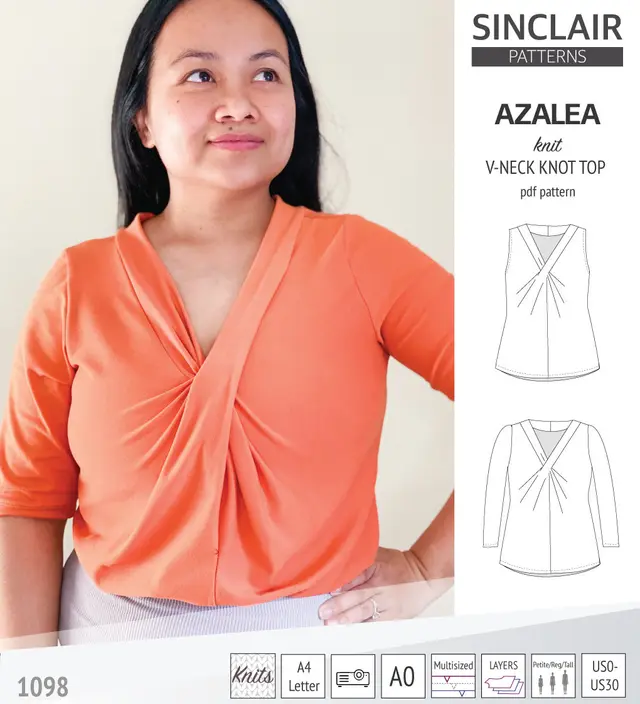 SINCLAIR
PATTERNS
AZALEA
knit
V-NECK KNOT TOP
pdf pattern
1098
Knits
A4
Letter
A0
Multisized
LAYERS
Petite/Reg/Tall
US0-
US30